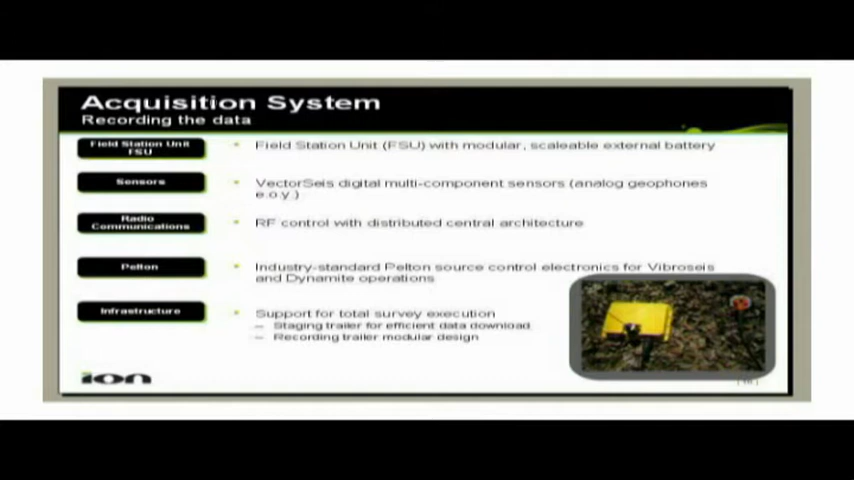 Acquisition System
Recording the data
Field Station Unit
FSU
Field Station Unit (FSU) with modular, scaleable external battery
Sensors
VectorSeis digital multi-component sensors (analog geophones
e.o.y.)
Radio
Communications
RF control with distributed central architecture
Pelton
Industry-standard Pelton source control electronics for Vibroseis
and Dynamite operations
Infrastructure
Support for total survey execution
– Staging trailer for efficient data download
– Recording trailer modular design
ion